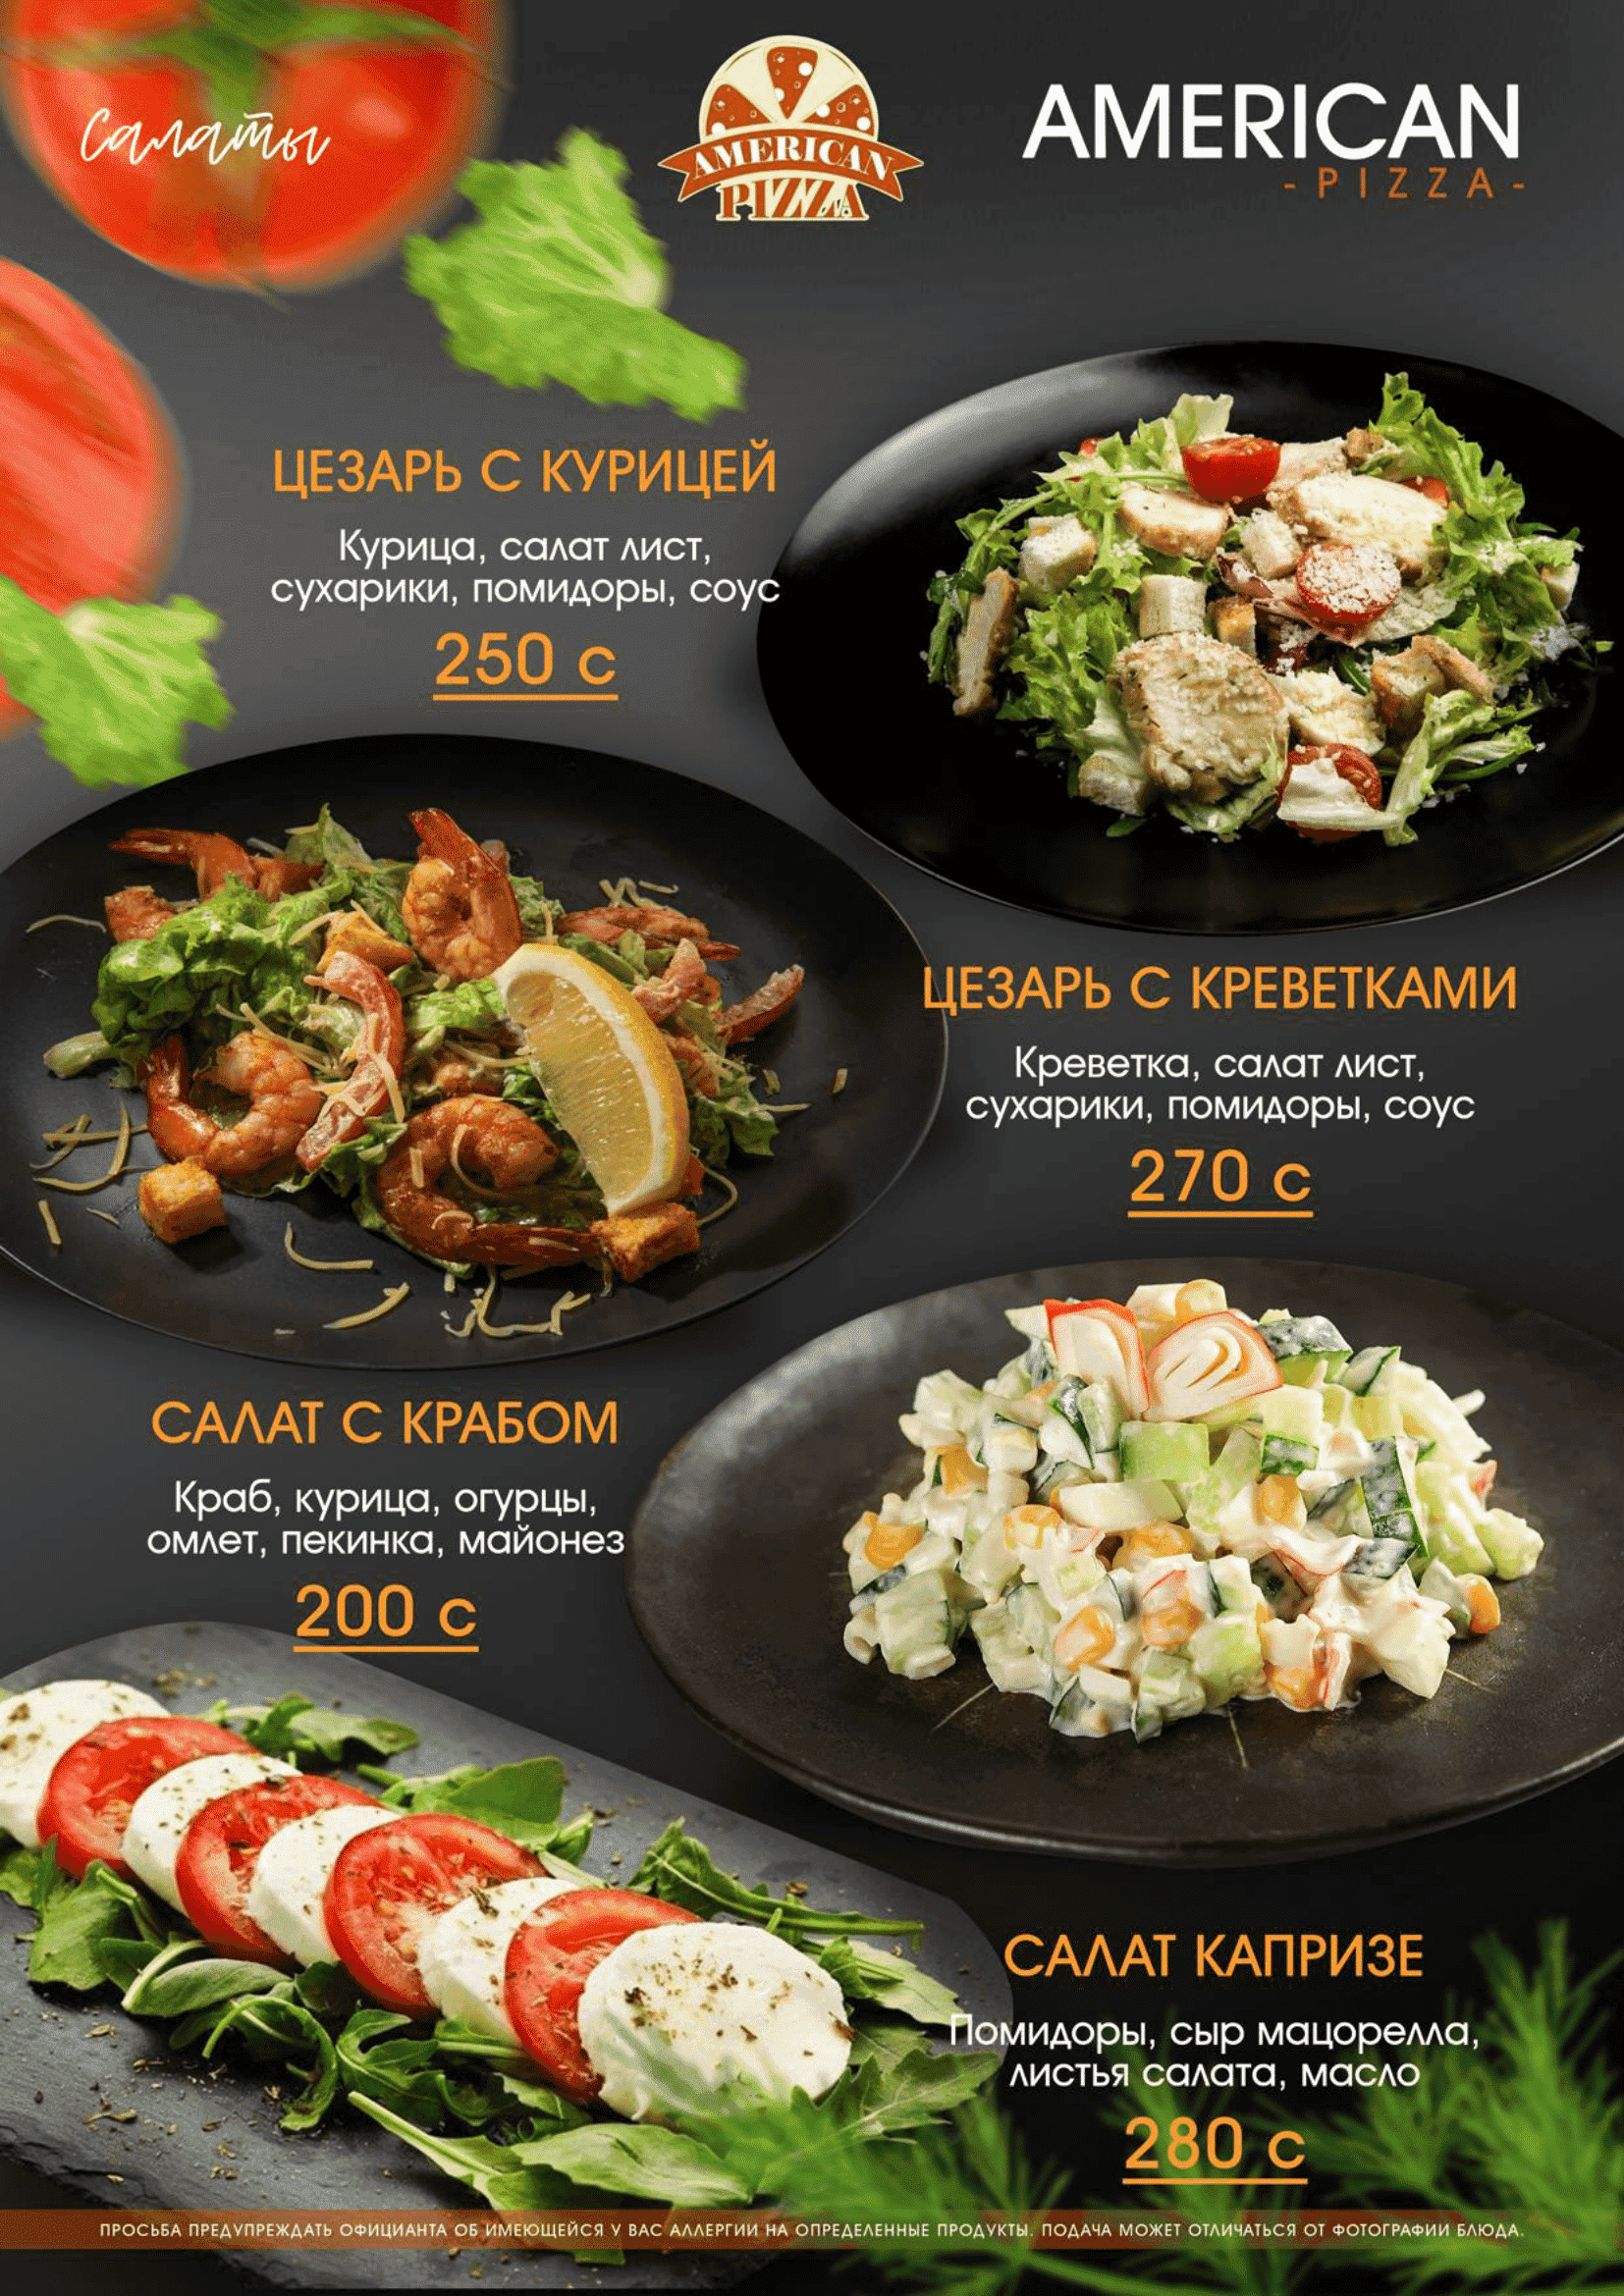 Салаты
AMERICAN
PIZZA
AMERICAN
- PIZZA -
ЦЕЗАРЬ С КУРИЦЕЙ
Курица, салат лист,
сухарики, помидоры, соус
250 с
ЦЕЗАРЬ С КРЕВЕТКАМИ
Креветка, салат лист,
сухарики, помидоры, соус
270 с
САЛАТ С КРАБОМ
Краб, курица, огурцы,
омлет, пекинка, майонез
200 с
САЛАТ КАПРИЗЕ
Помидоры, сыр мацорелла,
листья салата, масло
280 с
ПРОСЬБА ПРЕДУПРЕЖДАТЬ ОФИЦИАНТА ОБ ИМЕЮЩЕЙСЯ У ВАС АЛЛЕРГИИ НА ОПРЕДЕЛЕННЫЕ ПРОДУКТЫ. ПОДАЧА МОЖЕТ ОТЛИЧАТЬСЯ ОТ ФОТОГРАФИИ БЛЮДА.